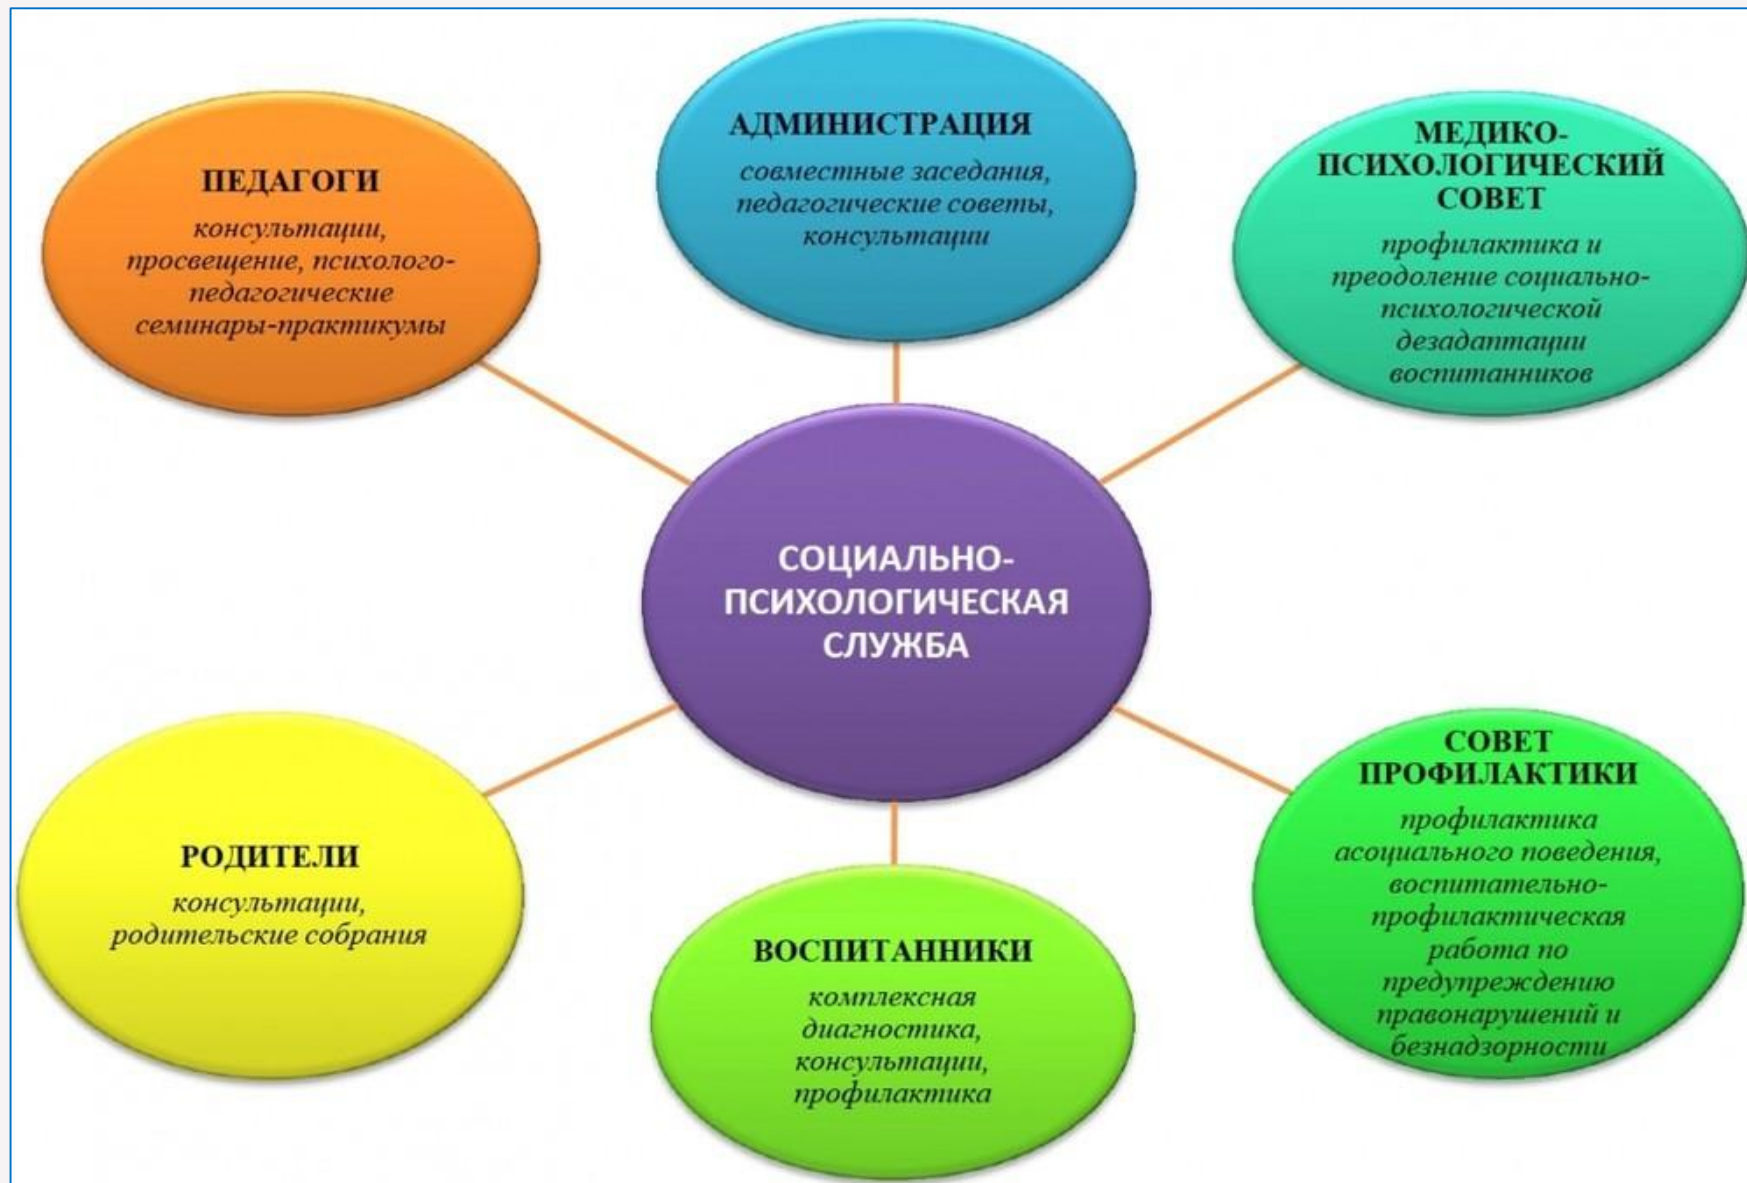 ПЕДАГОГИ
консультации,
просвещение, психолого-
педагогические
семинары-практикумы
АДМИНИСТРАЦИЯ
совместные заседания,
педагогические советы,
консультации
МЕДИКО-
ПСИХОЛОГИЧЕСКИЙ
СОВЕТ
профилактика и
преодоление социально-
психологической
дезадаптации
воспитанников
СОЦИАЛЬНО-
ПСИХОЛОГИЧЕСКАЯ
СЛУЖБА
РОДИТЕЛИ
консультации,
родительские собрания
ВОСПИТАННИКИ
комплексная
диагностика,
консультации,
профилактика
СОВЕТ
ПРОФИЛАКТИКИ
профилактика
асоциального поведения,
воспитательно-
профилактическая
работа по
предупреждению
правонарушений и
безнадзорности